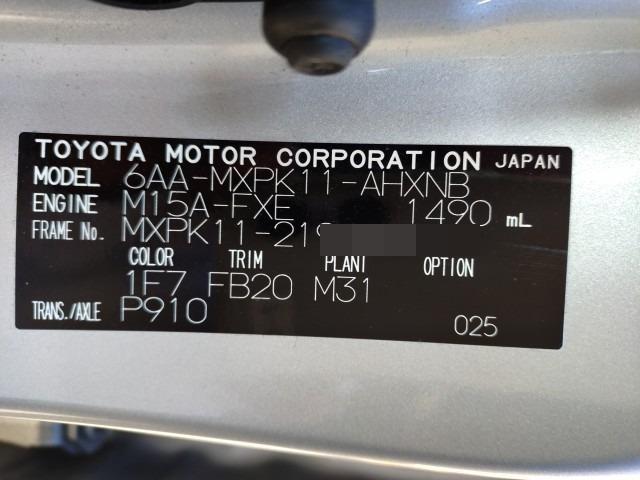 TOYOTA MOTOR CORPORATION JAPAN
MODEL 6AA-MXPK11-AHXNB
ENGINE M15A-FXE 1490 mL
FRAME No. MXPK11-219
COLOR TRIM PLANT OPTION
1F7 FB20 M31
TRANS./AXLE P910
025